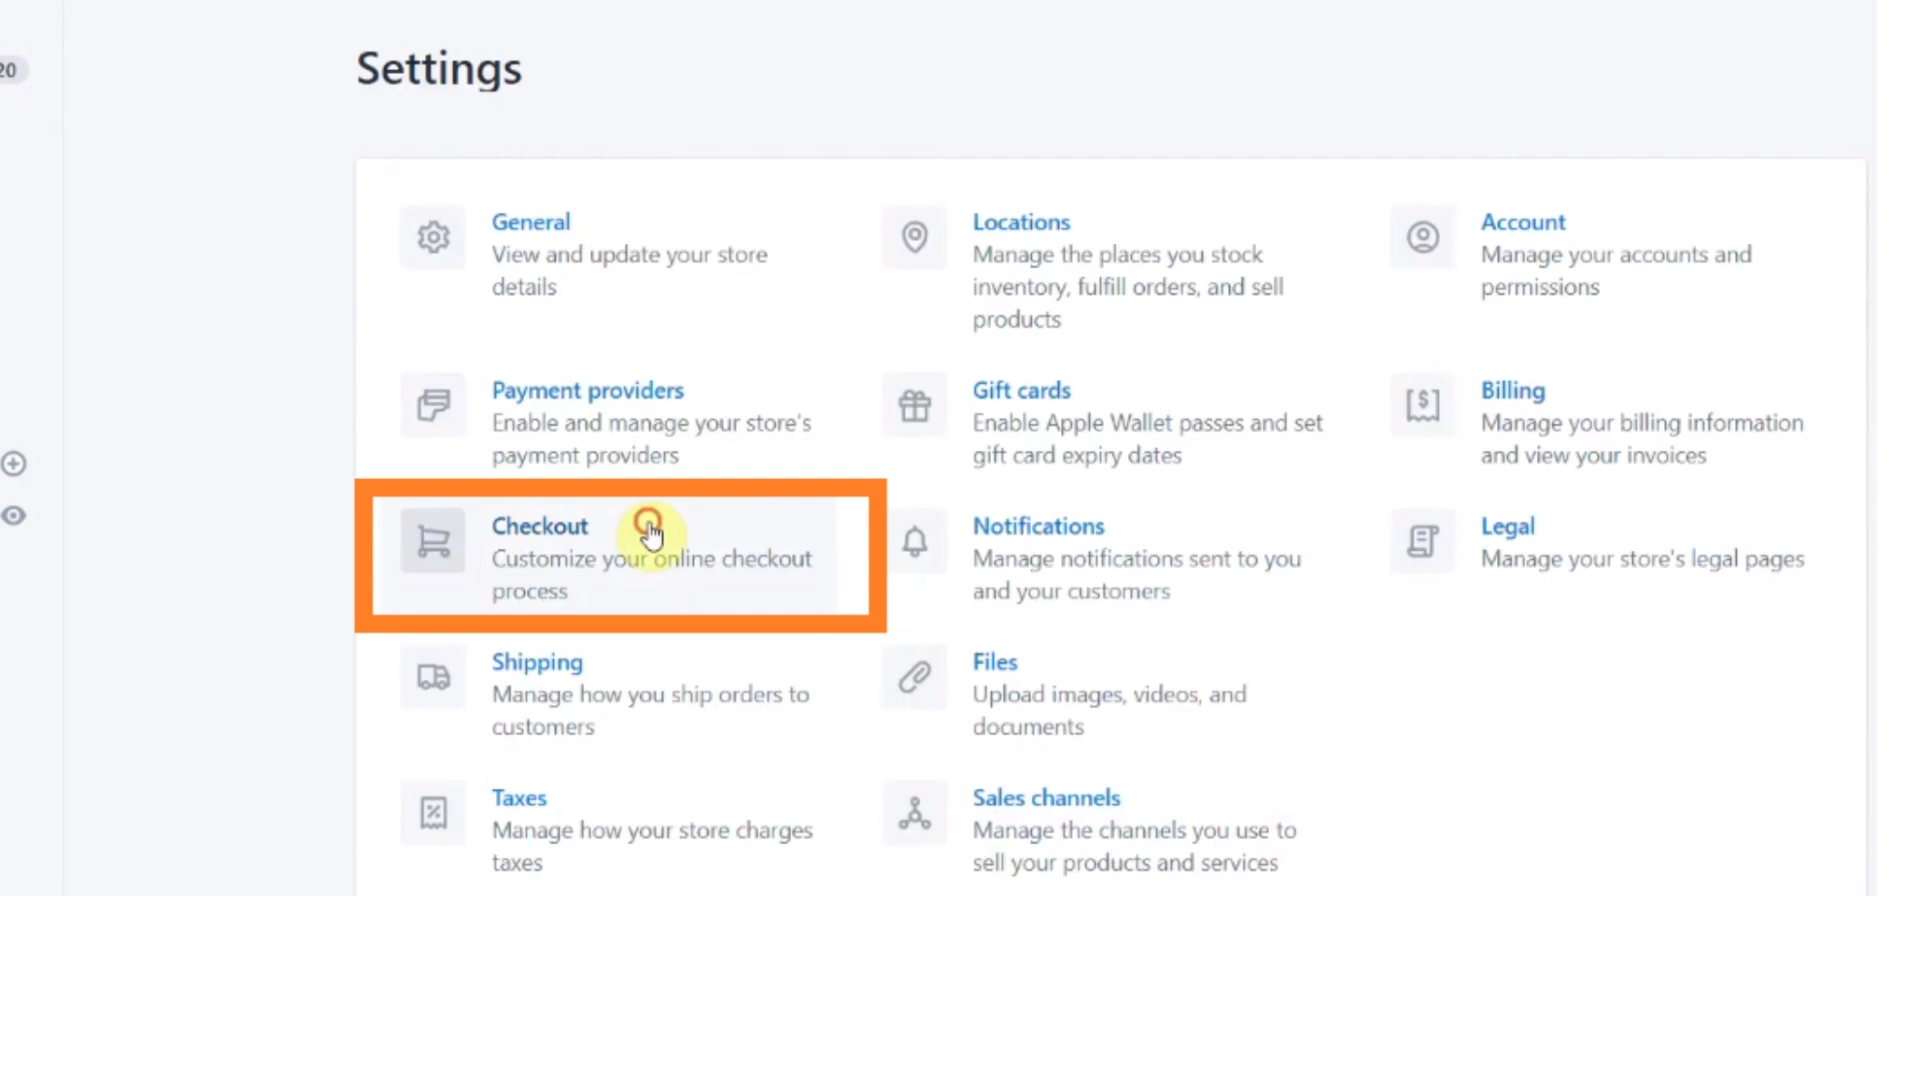 20
Settings
General
View and update your store
details
Locations
Manage the places you stock
inventory, fulfill orders, and sell
products
Account
Manage your accounts and
permissions
Payment providers
Enable and manage your store's
payment providers
Gift cards
Enable Apple Wallet passes and set
gift card expiry dates
Billing
Manage your billing information
and view your invoices
Checkout
Customize your online checkout
process
Notifications
Manage notifications sent to you
and your customers
Legal
Manage your store's legal pages
Shipping
Manage how you ship orders to
customers
Files
Upload images, videos, and
documents
Taxes
Manage how your store charges
taxes
Sales channels
Manage the channels you use to
sell your products and services